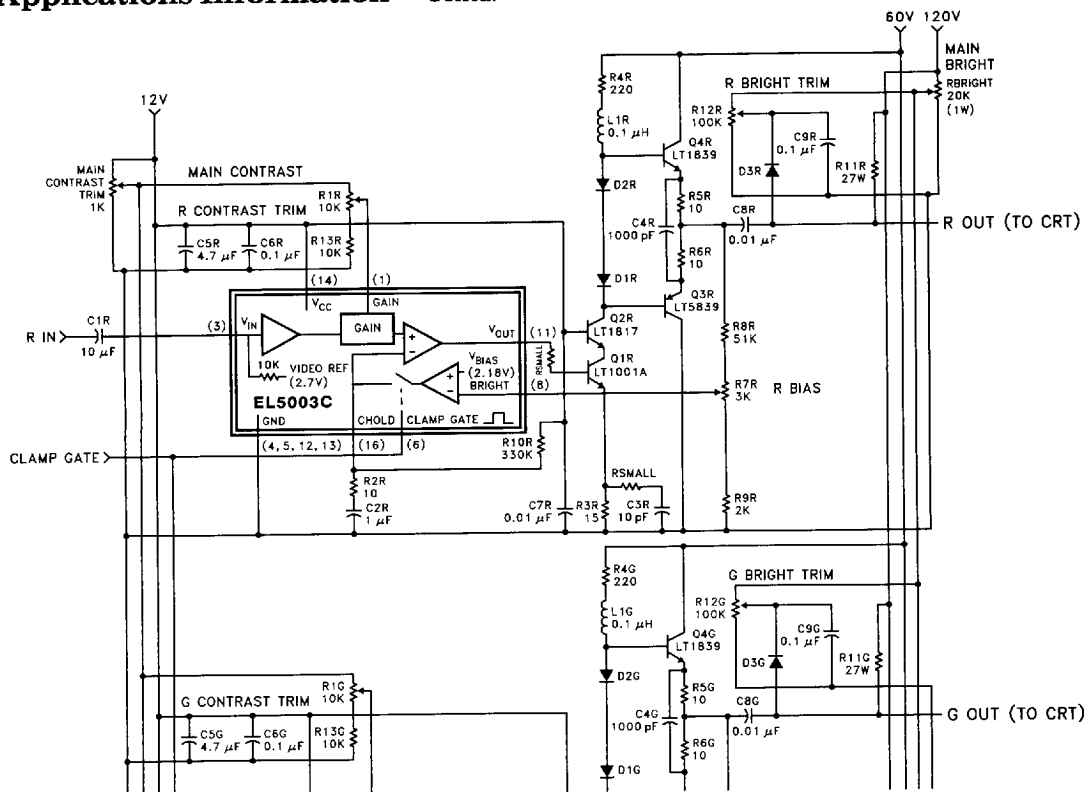 Applications Information
60V 120V
MAIN
BRIGHT
R BRIGHT TRIM
RBRIGHT
20K
(1W)
12V
R4R
220
L1R
0.1 μH
R12R
100K
C9R
0.1 μF
D3R
R11R
27W
Q4R
LT1839
MAIN
CONTRAST
TRIM
1K
MAIN CONTRAST
R1R
10K
R CONTRAST TRIM
C5R
4.7 μF
C6R
0.1 μF
R13R
10K
D2R
R5R
10
C4R
1000 pF
C8R
0.01 μF
R OUT (TO CRT)
R6R
10
D1R
(14)
(1)
VCC
GAIN
Q3R
LT5839
R IN
C1R
10 μF
(3)
VIN
GAIN
VOUT
(11)
RSMALL
Q2R
LT1817
Q1R
LT1001A
R8R
51K
10K
VIDEO REF
(2.7V)
VBIAS
(2.18V)
BRIGHT
(8)
R7R
3K
R BIAS
EL5003C
GND
CHOLD
CLAMP GATE
(4, 5, 12, 13)
(16)
(6)
CLAMP GATE
R10R
330K
R2R
10
C2R
1 μF
RSMALL
C7R
0.01 μF
R3R
15
C3R
10 pF
R9R
2K
R4G
220
L1G
0.1 μH
G BRIGHT TRIM
R12G
100K
C9G
0.1 μF
D3G
R11G
27W
Q4G
LT1839
D2G
R5G
10
C4G
1000 pF
C8G
0.01 μF
G OUT (TO CRT)
R6G
10
D1G
G CONTRAST TRIM
R1G
10K
C5G
4.7 μF
C6G
0.1 μF
R13G
10K